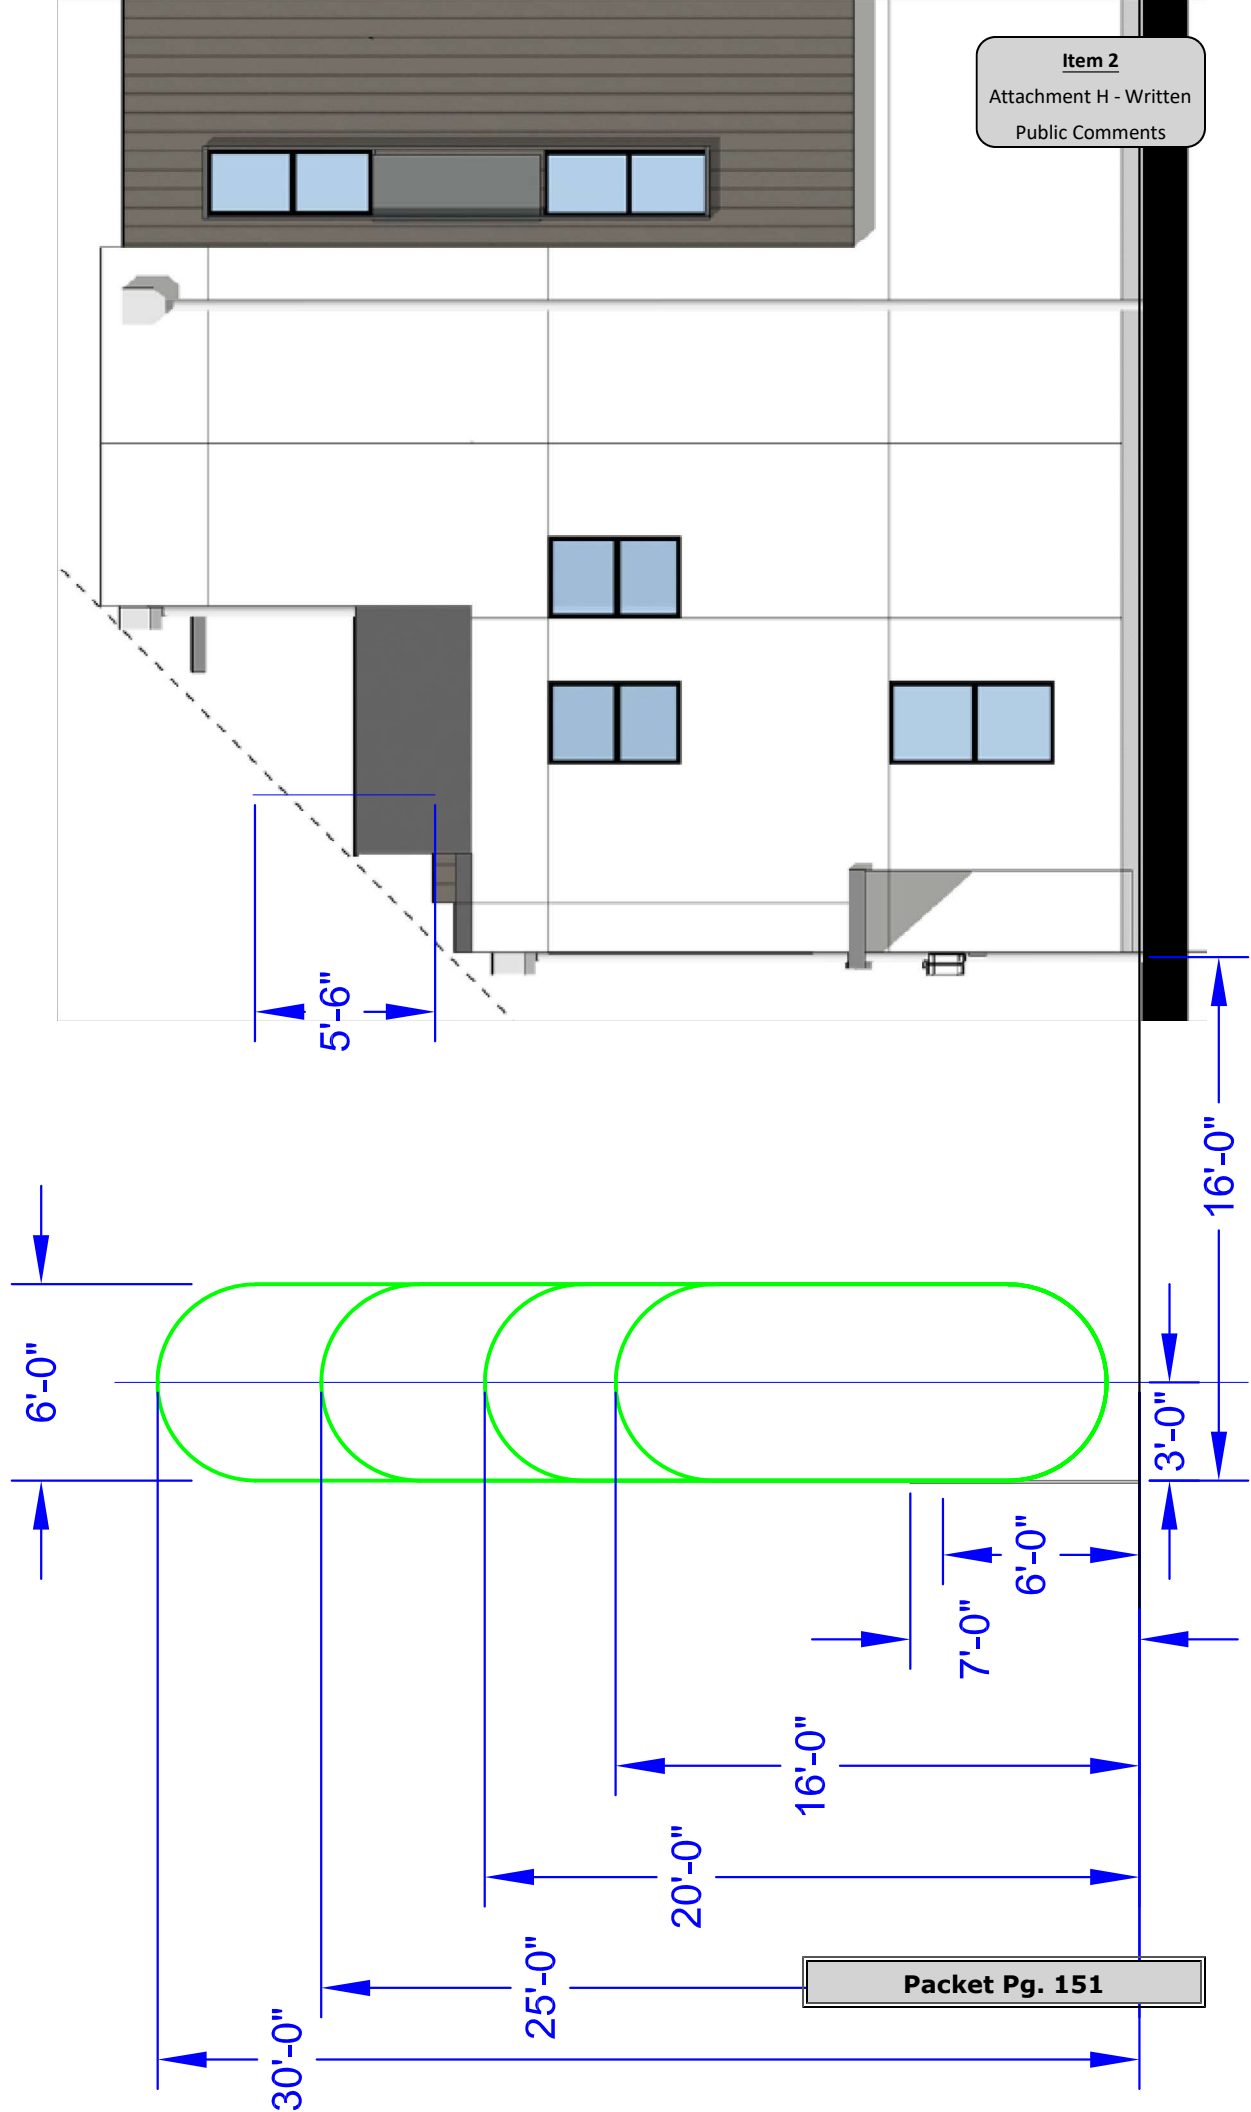 Item 2
Attachment H - Written
Public Comments
5'-6"
16'-0"
6'-0"
3'-0"
6'-0"
7'-0"
16'-0"
20'-0"
25'-0"
30'-0"
Packet Pg. 151